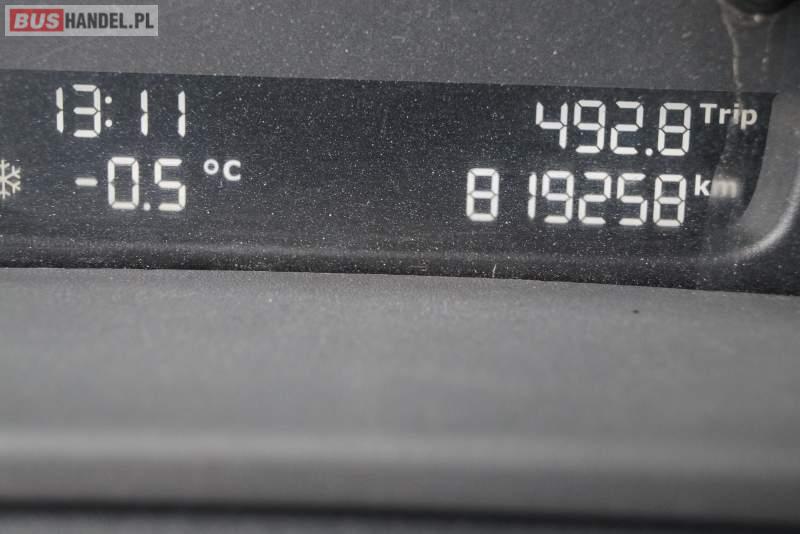 BUSHANDEL.PL
13:11 492.8 Trip
-0.5 °C 819258 km